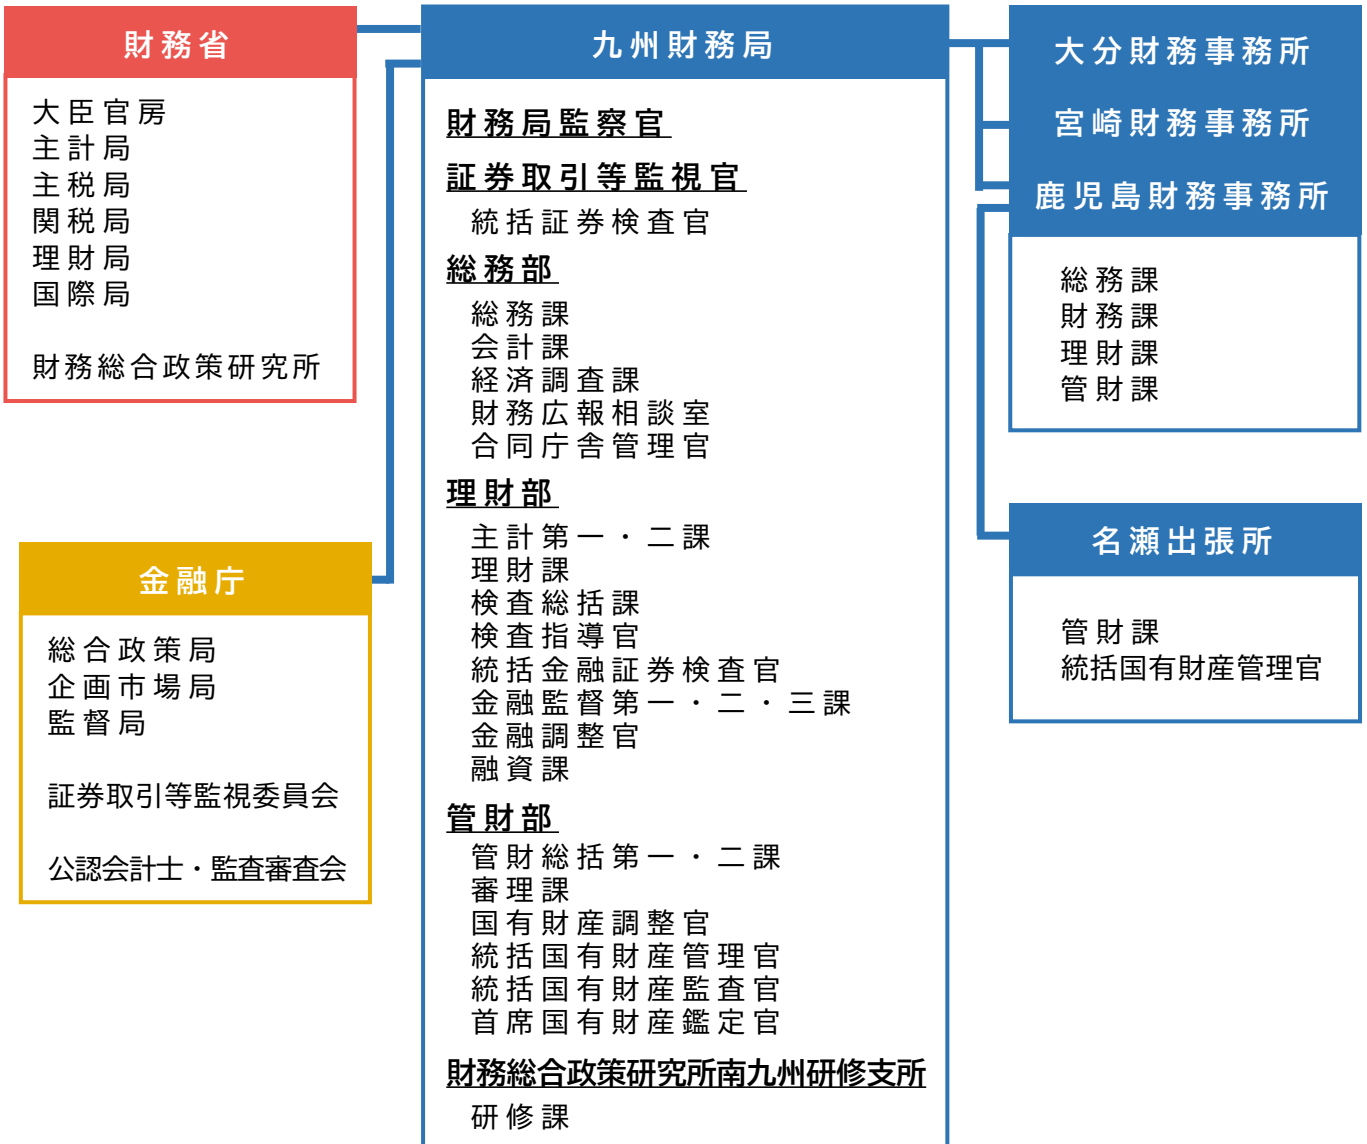 財務省
大臣官房
主計局
主税局
関税局
理財局
国際局
財務総合政策研究所
金融庁
総合政策局
企画市場局
監督局
証券取引等監視委員会
公認会計士・監査審査会
九州財務局
財務局監察官
証券取引等監視官
統括証券検査官
総務部
総務課
会計課
経済調査課
財務広報相談室
合同庁舎管理官
理財部
主計第一・二課
理財課
検査総括課
検査指導官
統括金融証券検査官
金融監督第一・二・三課
金融調整官
融資課
管財部
管財総括第一・二課
審理課
国有財産調整官
統括国有財産管理官
統括国有財産監査官
首席国有財産鑑定官
財務総合政策研究所南九州研修支所
研修課
大分財務事務所
宮崎財務事務所
鹿児島財務事務所
総務課
財務課
理財課
管財課
名瀬出張所
管財課
統括国有財産管理官